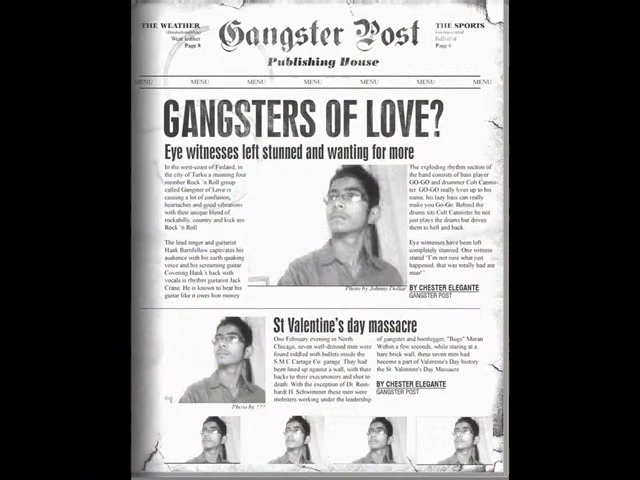 THE WEATHER
Page 8
Gangster Post
Publishing House
THE SPORTS
Page 6
MENU MENU MENU MENU MENU MENU MENU
GANGSTERS OF LOVE?
Eye witnesses left stunned and wanting for more
In the west-coast of Finland, in
the city of Turku a stunning four
member Rock 'n Roll group
called Gangster of Love is
causing a lot of confusion,
heartaches and good vibrations
with their unique blend of
rockabilly, country and kick ass
Rock 'n Roll
The lead singer and guitarist
Hank Barnfellow captivates his
audience with his earth quaking
voice and his screaming guitar
Covering Hank's back with
vocals is rhythm guitarist Jack
Crane. He is known to beat his
guitar like it owes him money
Photo by Johnny Dollar
The exploding rhythm section of
the band consists of bass player
GO-GO and drummer Colt Cannis-
ter. GO-GO really liver up to his
name, his lazy bass can really
make you Go-Go. Behind the
drums sits Colt Cannister he not
just plays the drums but drives
them to hell and back
Eye witnesses have been left
completely stunned. One witness
stated "I'm not sure what just
happened, that was totally bad ass
man!"
BY CHESTER ELEGANTE
GANGSTER POST
St Valentine's day massacre
One February evening in North
Chicago, seven well-dressed men were
found riddled with bullets inside the
S M C Cartage Co garage. They had
been lined up against a wall, with their
backs to their executioners and shot to
death. With the exception of Dr. Rein-
hardt H. Schwimmer these men were
mobsters working under the leadership
of gangster and bootlegger, "Bugs" Moran
Within a few seconds, while staring at a
bare brick wall, these seven men had
become a part of Valentine's Day history:
the St. Valentine's Day Massacre
BY CHESTER ELEGANTE
GANGSTER POST
Photo by ???